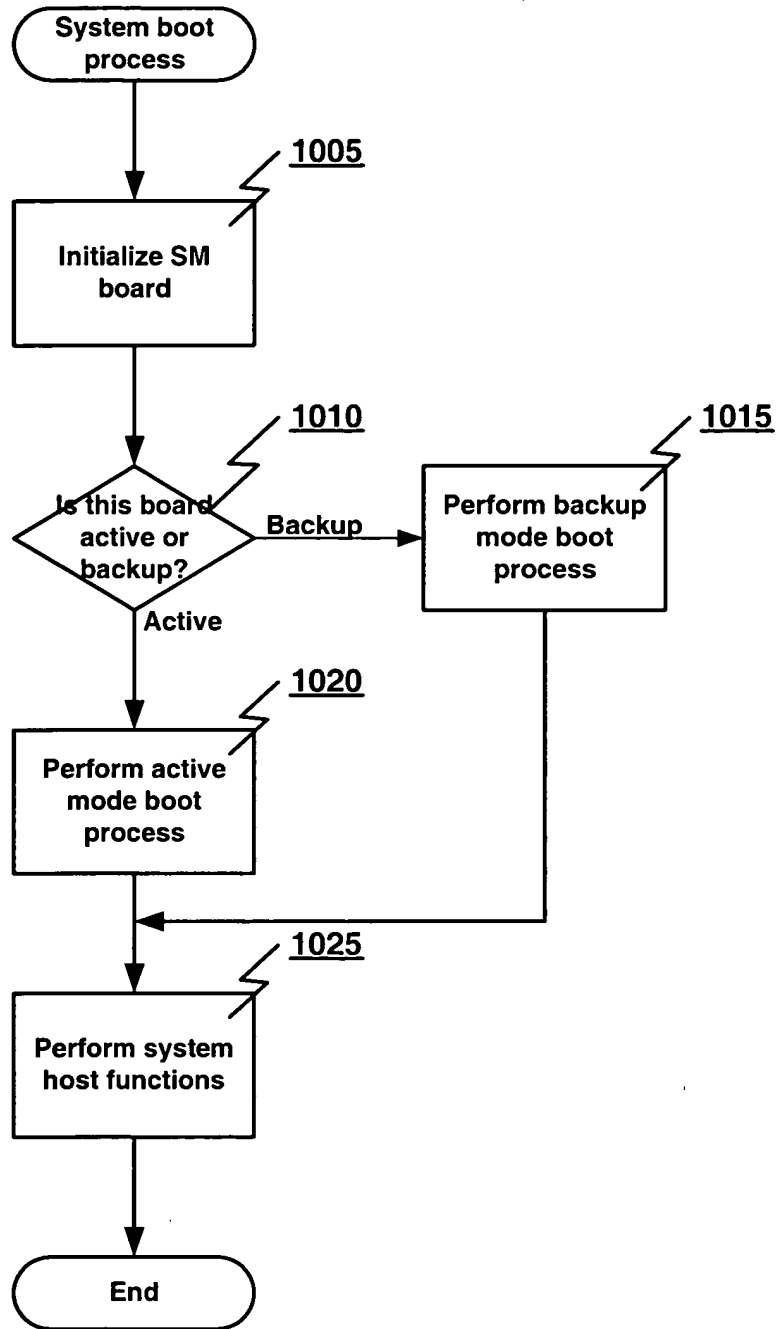 System boot
process
1005
Initialize SM
board
1010
1015
Is this board
active or
backup?
Backup
Perform backup
mode boot
process
Active
1020
Perform active
mode boot
process
1025
Perform system
host functions
End